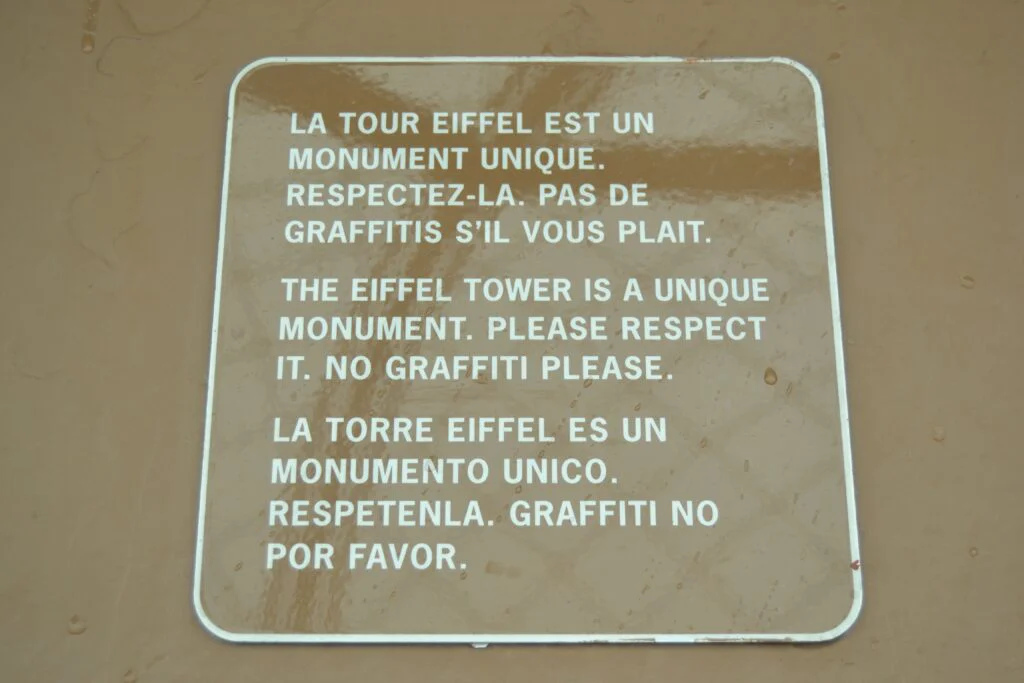 LA TOUR EIFFEL EST UN
MONUMENT UNIQUE.
RESPECTEZ-LA. PAS DE
GRAFFITIS S'IL VOUS PLAIT.
THE EIFFEL TOWER IS A UNIQUE
MONUMENT. PLEASE RESPECT
IT. NO GRAFFITI PLEASE.
LA TORRE EIFFEL ES UN
MONUMENTO UNICO.
RESPETENLA. GRAFFITI NO
POR FAVOR.